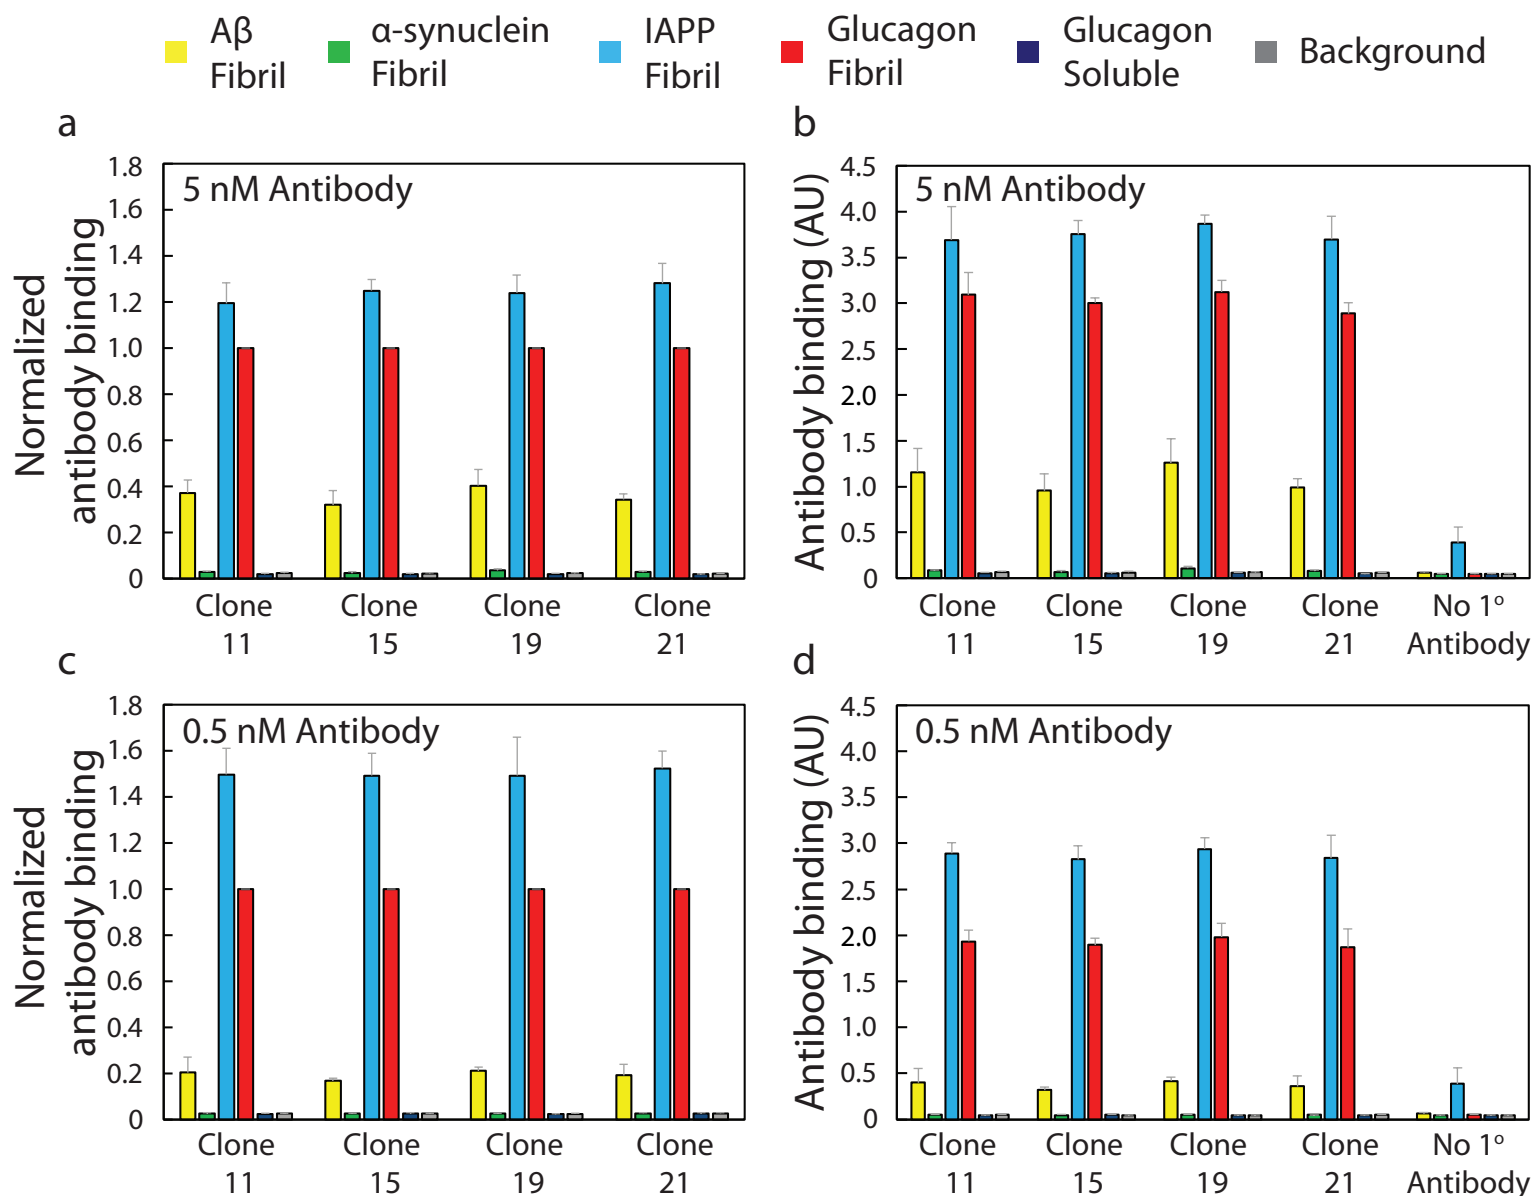 Aβ
Fibril
α-synuclein
Fibril
IAPP
Fibril
Glucagon
Fibril
Glucagon
Soluble
Background
a
5 nM Antibody
Normalized
antibody binding
1.8
1.6
1.4
1.2
1.0
0.8
0.6
0.4
0.2
0
Clone
11
Clone
15
Clone
19
Clone
21
b
5 nM Antibody
Antibody binding (AU)
4.5
4.0
3.5
3.0
2.5
2.0
1.5
1.0
0.5
0
Clone
11
Clone
15
Clone
19
Clone
21
No 1º
Antibody
c
0.5 nM Antibody
Normalized
antibody binding
1.8
1.6
1.4
1.2
1.0
0.8
0.6
0.4
0.2
0
Clone
11
Clone
15
Clone
19
Clone
21
d
0.5 nM Antibody
Antibody binding (AU)
4.5
4.0
3.5
3.0
2.5
2.0
1.5
1.0
0.5
0
Clone
11
Clone
15
Clone
19
Clone
21
No 1º
Antibody